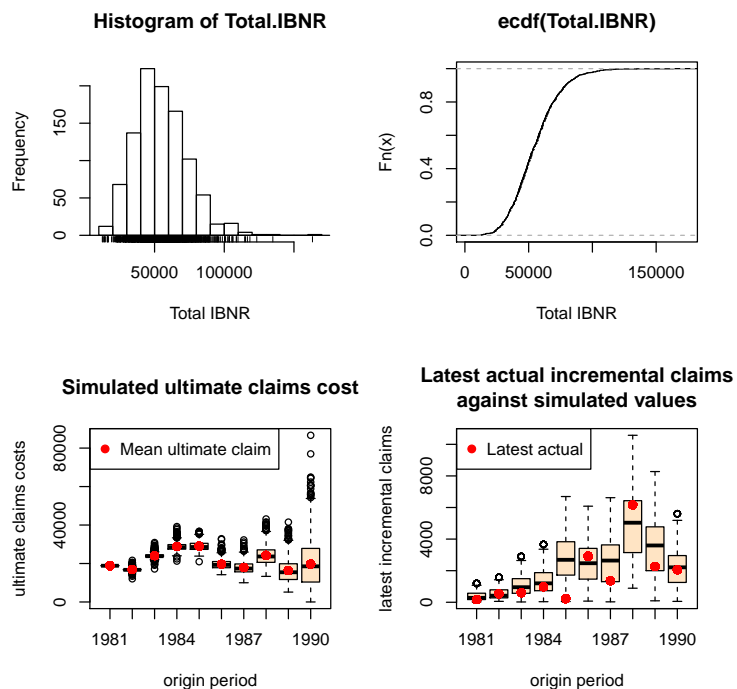 Histogram of Total.IBNR
Frequency
0
50
150
50000
100000
Total IBNR
ecdf(Total.IBNR)
Fn(x)
0.0
0.4
0.8
0
50000
150000
Total IBNR
Simulated ultimate claims cost
Mean ultimate claim
ultimate claims costs
0
40000
80000
1981
1984
1987
1990
origin period
Latest actual incremental claims
against simulated values
Latest actual
latest incremental claims
0
4000
8000
1981
1984
1987
1990
origin period